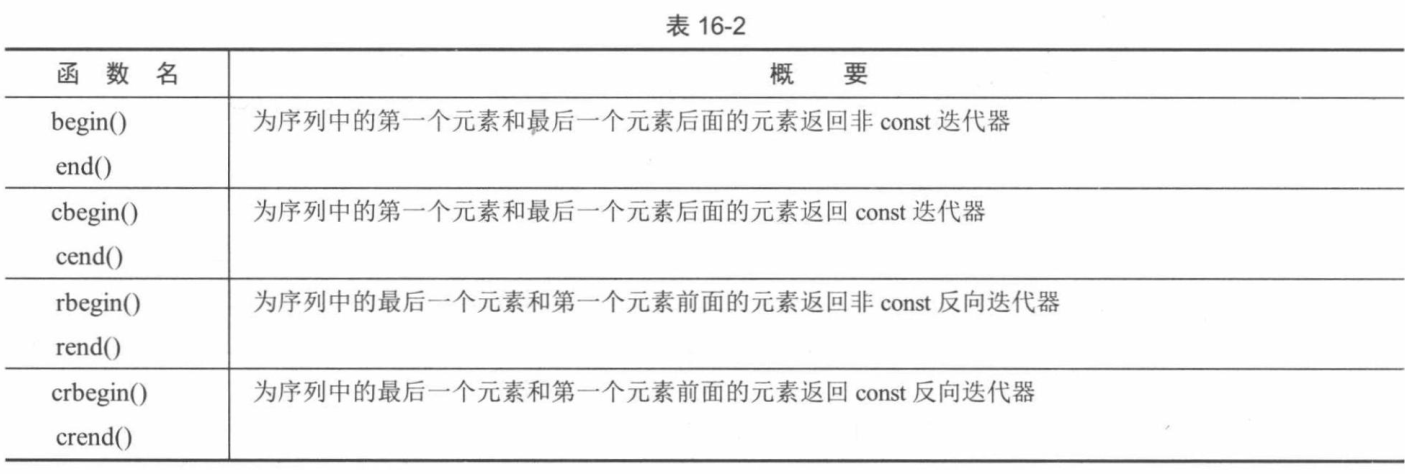 表 16-2
函 数 名 概 要
begin() 为序列中的第一个元素和最后一个元素后面的元素返回非 const 迭代器
end()
cbegin() 为序列中的第一个元素和最后一个元素后面的元素返回 const 迭代器
cend()
rbegin() 为序列中的最后一个元素和第一个元素前面的元素返回非 const 反向迭代器
rend()
crbegin() 为序列中的最后一个元素和第一个元素前面的元素返回 const 反向迭代器
crend()